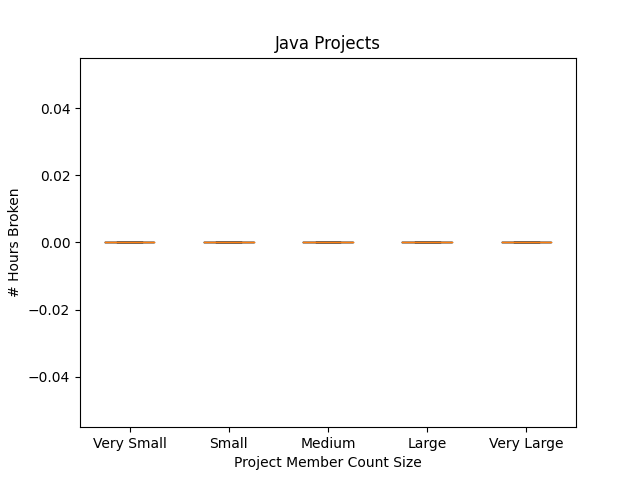 Java Projects
0.04
0.02
0.00
−0.02
−0.04
# Hours Broken
Very Small
Small
Medium
Large
Very Large
Project Member Count Size